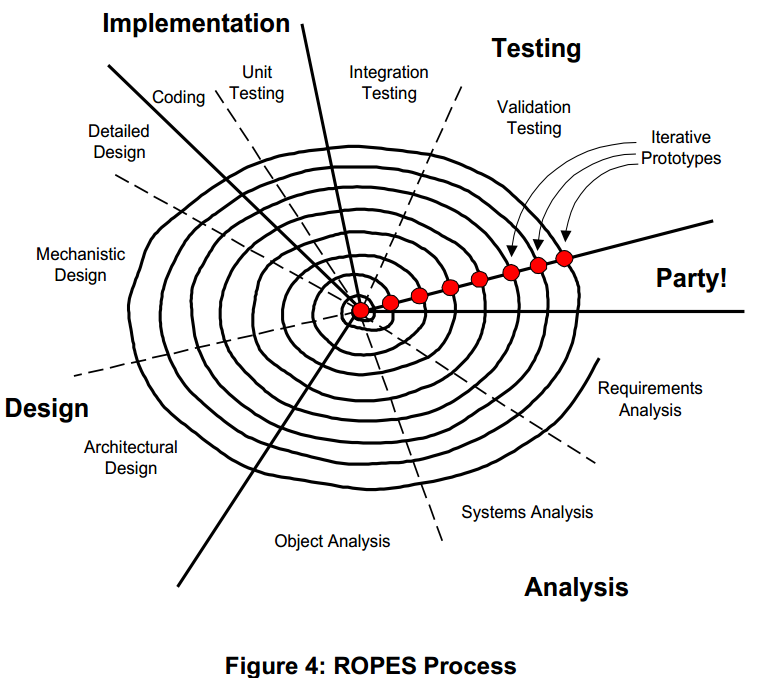 Implementation
Testing
Unit
Testing
Integration
Testing
Coding
Validation
Testing
Detailed
Design
Iterative
Prototypes
Mechanistic
Design
Party!
Requirements
Analysis
Design
Architectural
Design
Systems Analysis
Object Analysis
Analysis
Figure 4: ROPES Process